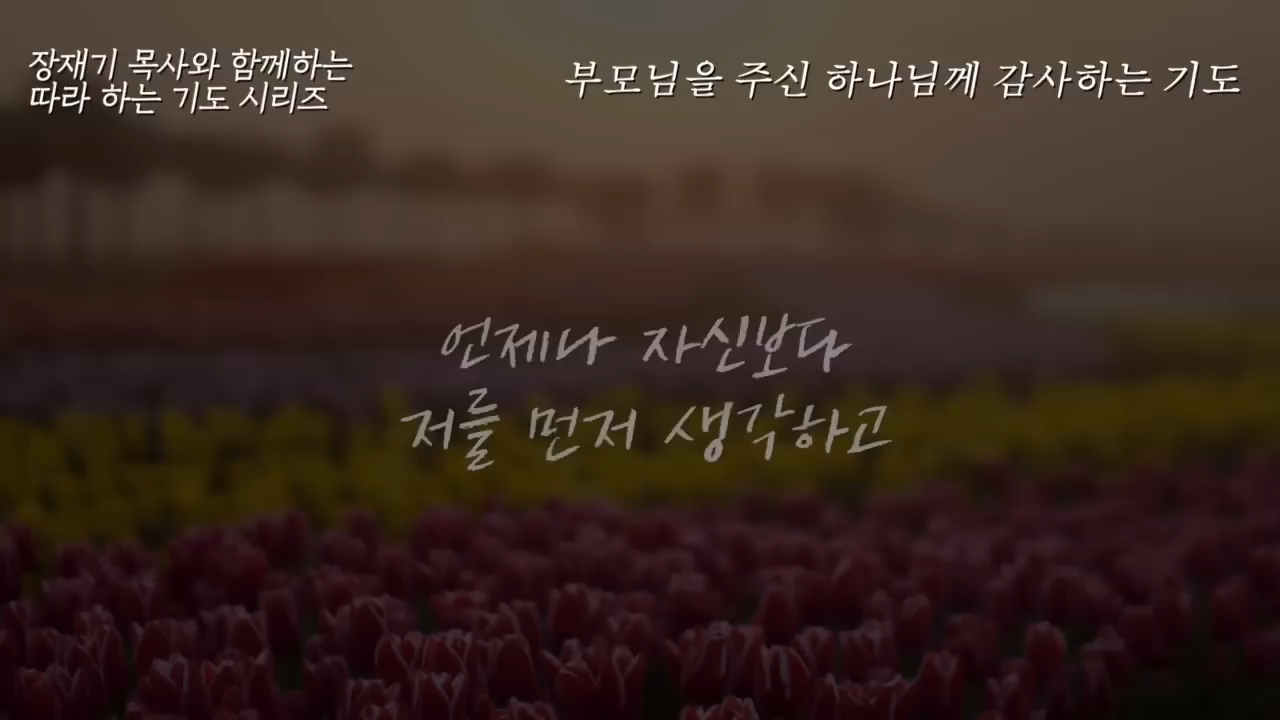 장재기 목사와 함께하는
따라 하는 기도 시리즈
부모님을 주신 하나님께 감사하는 기도
언제나 자신보다
저를 먼저 생각하고